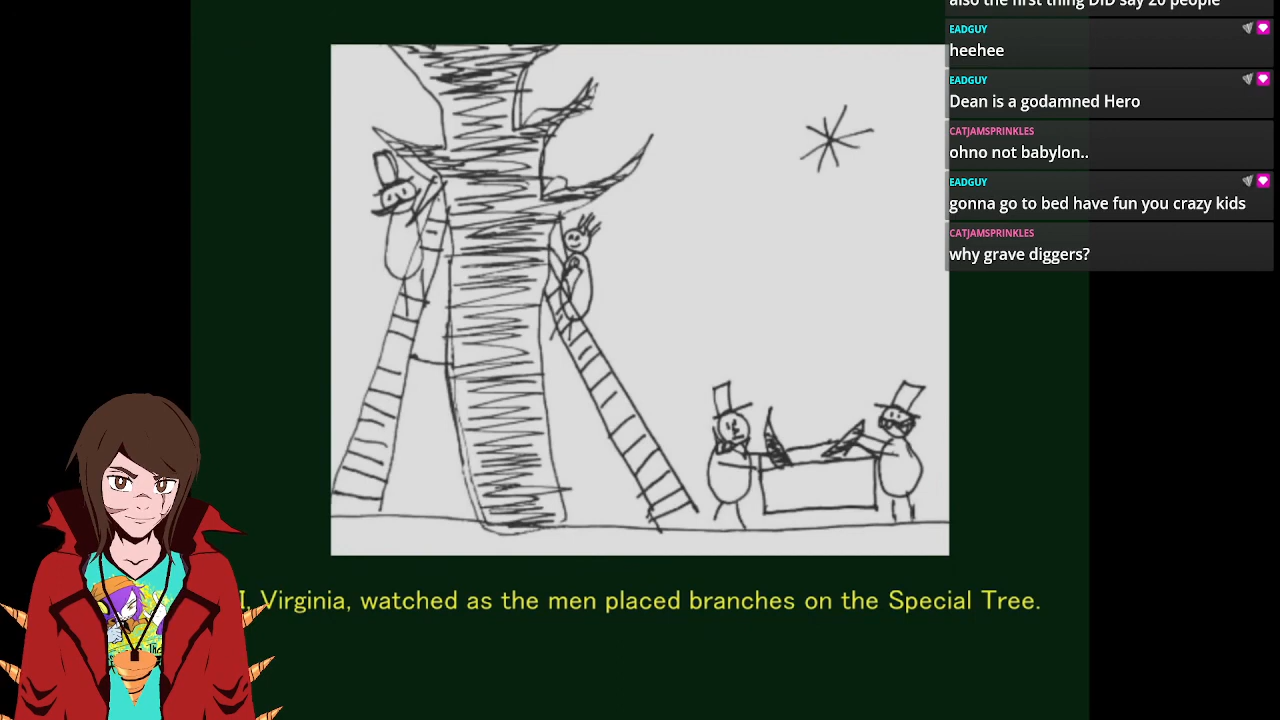 also the first thing DID say 20 people
EADGUY
heehee
EADGUY
Dean is a godamned Hero
CATJAMSPRINKLES
ohno not babylon..
EADGUY
gonna go to bed have fun you crazy kids
CATJAMSPRINKLES
why grave diggers?
I, Virginia, watched as the men placed branches on the Special Tree.